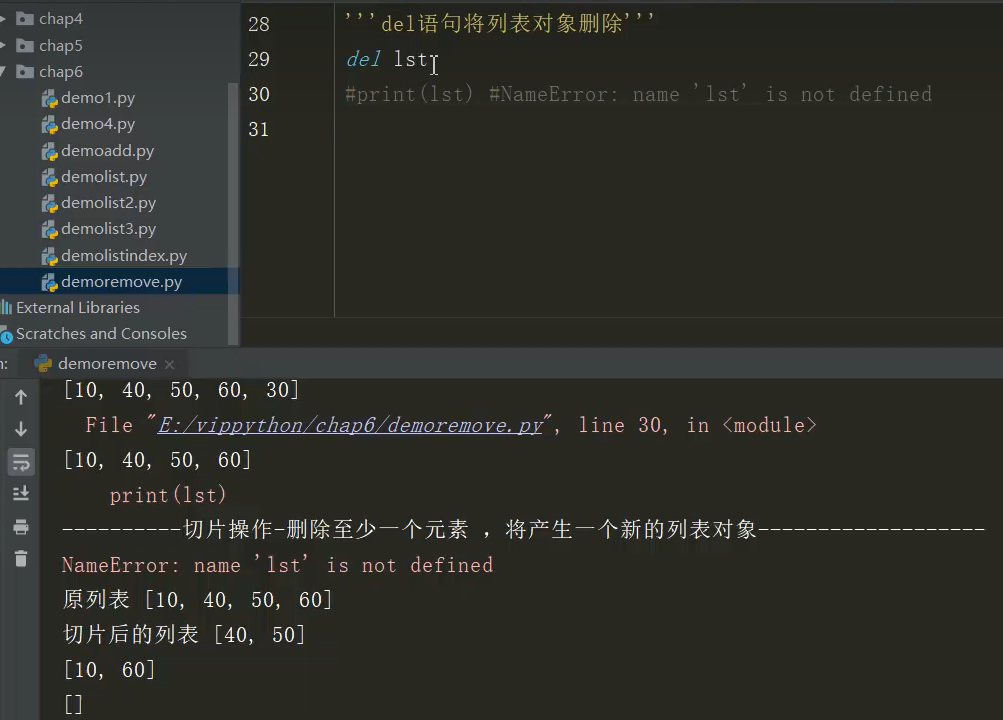 chap4
chap5
chap6
demo1.py
demo4.py
demoadd.py
demolist.py
demolist2.py
demolist3.py
demolistindex.py
demoremove.py
External Libraries
Scratches and Consoles
28 '''del语句将列表对象删除'''
29 del lst
30 #print(lst) #NameError: name 'lst' is not defined
31
demoremove
[10, 40, 50, 60, 30]
File "E:/vippython/chap6/demoremove.py", line 30, in <module>
[10, 40, 50, 60]
print(lst)
----------切片操作-删除至少一个元素 ，将产生一个新的列表对象-------------------
NameError: name 'lst' is not defined
原列表 [10, 40, 50, 60]
切片后的列表 [40, 50]
[10, 60]
[]